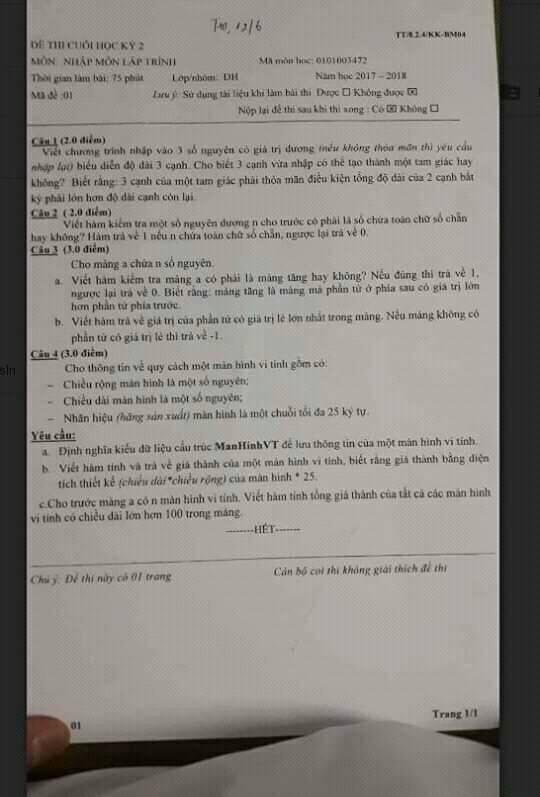 TT/8.2.4/KK-BM04
ĐỀ THI CUỐI HỌC KỲ 2
MÔN: NHẬP MÔN LẬP TRÌNH
Mã môn học: 0101003472
Thời gian làm bài: 75 phút Lớp/nhóm: ĐH Năm học 2017 – 2018
Mã đề :01 Lưu ý: Sử dụng tài liệu khi làm bài thi Được ☐ Không được ☒
Nộp lại đề thi sau khi thi xong : Có ☒ Không ☐
Câu 1 (2.0 điểm)
Viết chương trình nhập vào 3 số nguyên có giá trị dương (nếu không thỏa mãn thì yêu cầu
nhập lại) biểu diễn độ dài 3 cạnh. Cho biết 3 cạnh vừa nhập có thể tạo thành một tam giác hay
không? Biết rằng: 3 cạnh của một tam giác phải thỏa mãn điều kiện tổng độ dài của 2 cạnh bất
kỳ phải lớn hơn độ dài cạnh còn lại.
Câu 2 ( 2.0 điểm)
Viết hàm kiểm tra một số nguyên dương n cho trước có phải là số chứa toàn chữ số chẵn
hay không? Hàm trả về 1 nếu n chứa toàn chữ số chẵn, ngược lại trả về 0.
Câu 3 (3.0 điểm)
Cho mảng a chứa n số nguyên.
a. Viết hàm kiểm tra mảng a có phải là mảng tăng hay không? Nếu đúng thì trả về 1,
ngược lại trả về 0. Biết rằng: mảng tăng là mảng mà phần tử ở phía sau có giá trị lớn
hơn phần tử phía trước.
b. Viết hàm trả về giá trị của phần tử có giá trị lẻ lớn nhất trong mảng. Nếu mảng không có
phần tử có giá trị lẻ thì trả về -1.
Câu 4 (3.0 điểm)
Cho thông tin về quy cách một màn hình vi tính gồm có:
– Chiều rộng màn hình là một số nguyên;
– Chiều dài màn hình là một số nguyên;
– Nhãn hiệu (hãng sản xuất) màn hình là một chuỗi tối đa 25 ký tự.
Yêu cầu:
a. Định nghĩa kiểu dữ liệu cấu trúc ManHinhVT để lưu thông tin của một màn hình vi tính.
b. Viết hàm tính và trả về giá thành của một màn hình vi tính, biết rằng giá thành bằng diện
tích thiết kế (chiều dài*chiều rộng) của màn hình * 25.
c.Cho trước mảng a có n màn hình vi tính. Viết hàm tính tổng giá thành của tất cả các màn hình
vi tính có chiều dài lớn hơn 100 trong mảng.
---------HẾT-------
Chú ý: Đề thi này có 01 trang Cán bộ coi thi không giải thích đề thi
01 Trang 1/1